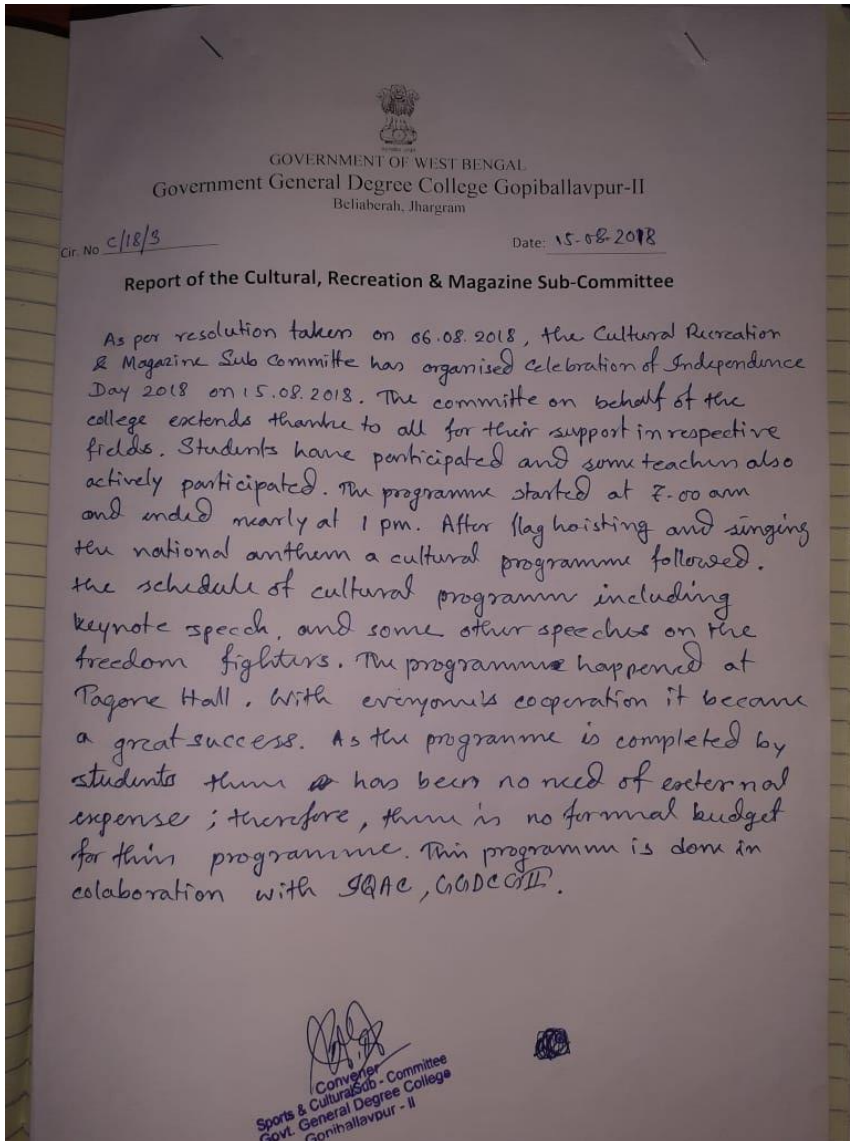 GOVERNMENT OF WEST BENGAL
Government General Degree College Gopiballavpur-II
Beliaberah, Jhargram
Cir. No C/18/3
Date: 15-08-2018
Report of the Cultural, Recreation & Magazine Sub-Committee
As per resolution taken on 06.08.2018, the Cultural Recreation
& Magazine Sub Committe has organised celebration of Independence
Day 2018 on 15.08.2018. The committe on behalf of the
college extends thanks to all for their support in respective
fields. Students have participated and some teachers also
actively participated. The programme started at 7-00 am
and ended nearly at 1 pm. After flag hoisting and singing
the national anthem a cultural programme followed.
the schedule of cultural programm including
keynote speech, and some other speeches on the
freedom fighters. The programme happened at
Tagore Hall. With everyone's cooperation it became
a great success. As the programme is completed by
students there has been no need of external
expense; therefore, there is no formal budget
for this programme. This programm is done in
colaboration with IQAC, GGDCGII.
Convener
Sports & Cultural Sub - Committee
Govt. General Degree College
Gopiballavpur - II